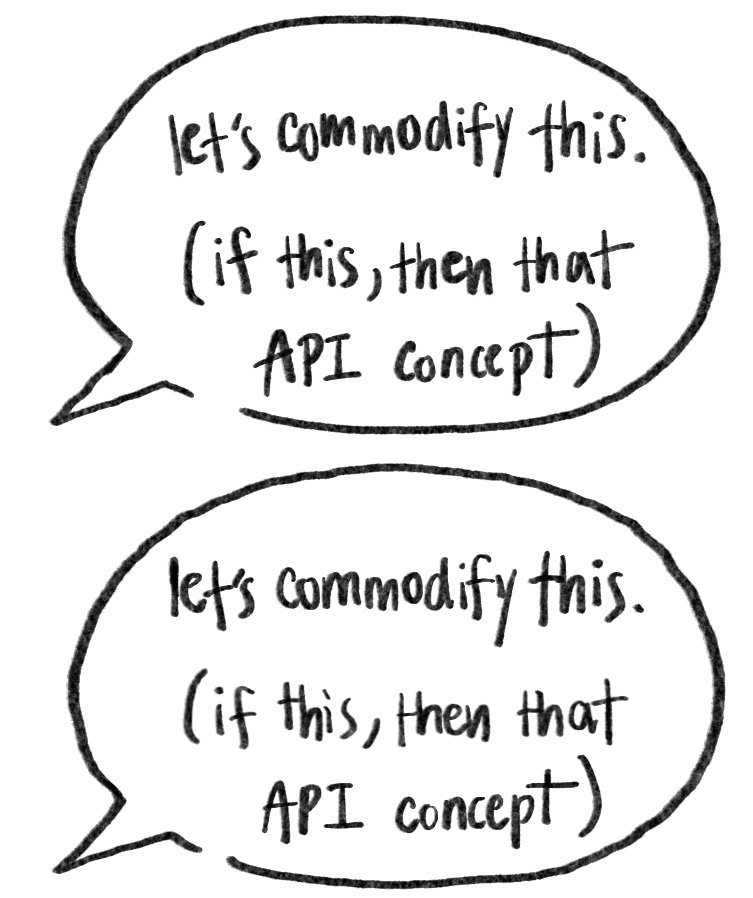 let's commodify this.
(if this, then that
API concept)
let's commodify this.
(if this, then that
API concept)